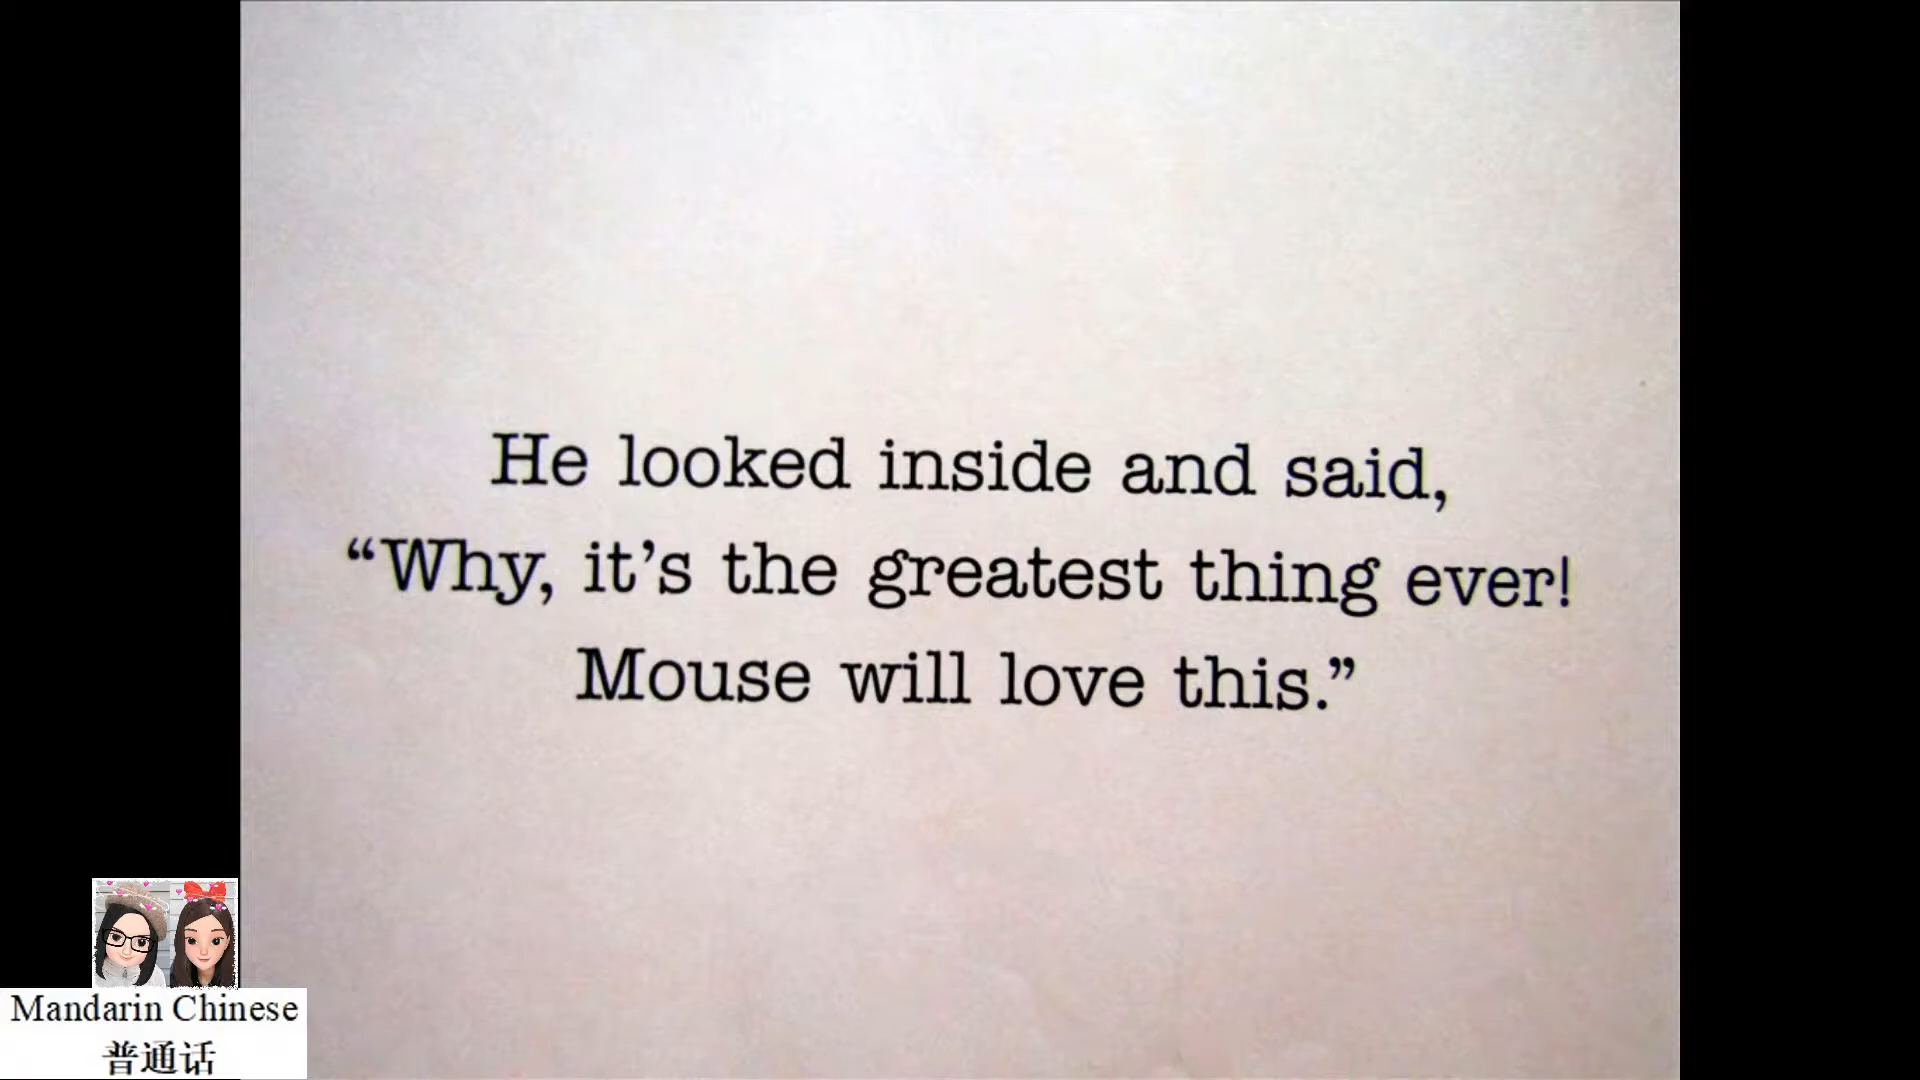 He looked inside and said,
“Why, it’s the greatest thing ever!
Mouse will love this.”
Mandarin Chinese
普通话